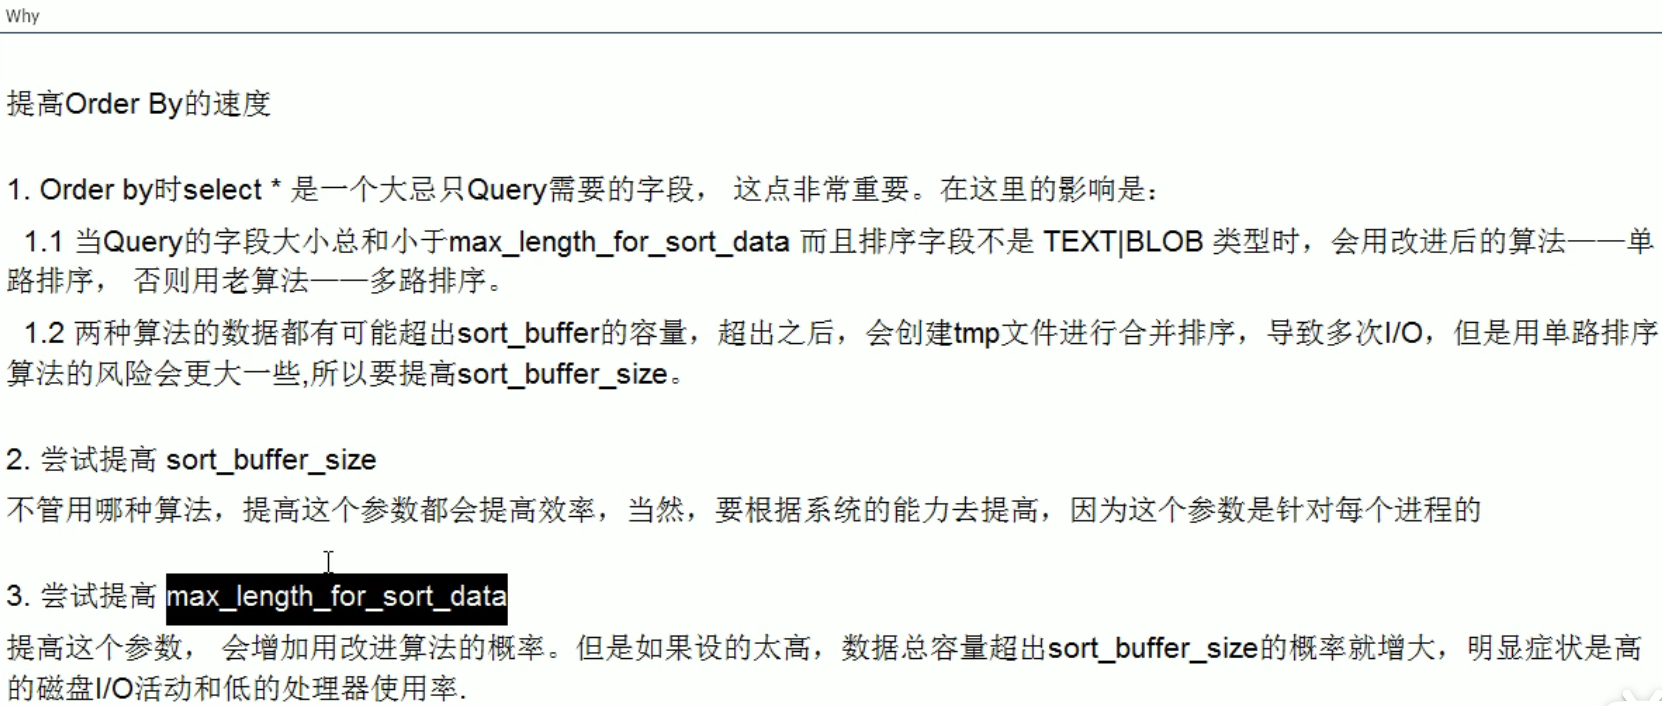 Why
提高Order By的速度
1. Order by时select * 是一个大忌只Query需要的字段， 这点非常重要。在这里的影响是：
1.1 当Query的字段大小总和小于max_length_for_sort_data 而且排序字段不是 TEXT|BLOB 类型时，会用改进后的算法——单
路排序， 否则用老算法——多路排序。
1.2 两种算法的数据都有可能超出sort_buffer的容量，超出之后，会创建tmp文件进行合并排序，导致多次I/O，但是用单路排序
算法的风险会更大一些,所以要提高sort_buffer_size。
2. 尝试提高 sort_buffer_size
不管用哪种算法，提高这个参数都会提高效率，当然，要根据系统的能力去提高，因为这个参数是针对每个进程的
3. 尝试提高 max_length_for_sort_data
提高这个参数， 会增加用改进算法的概率。但是如果设的太高，数据总容量超出sort_buffer_size的概率就增大，明显症状是高
的磁盘I/O活动和低的处理器使用率.